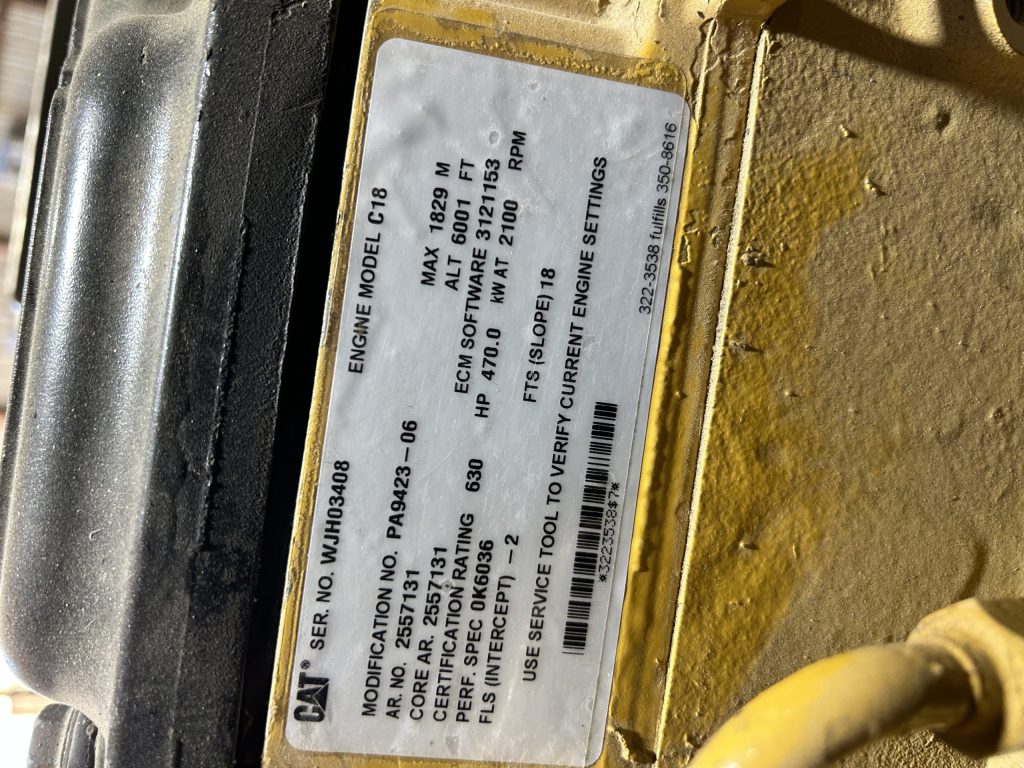 CAT® SER. NO. WJH03408 ENGINE MODEL C18
MODIFICATION NO. PA9423-06 MAX 1829 M
AR. NO. 2557131 ALT 6001 FT
CORE AR. 2557131 ECM SOFTWARE 3121153
CERTIFICATION RATING 630 HP 470.0 kW AT 2100 RPM
PERF. SPEC 0K6036
FLS (INTERCEPT) -2 FTS (SLOPE) 18
USE SERVICE TOOL TO VERIFY CURRENT ENGINE SETTINGS
*3223538$7*
322-3538 fulfills 350-8616